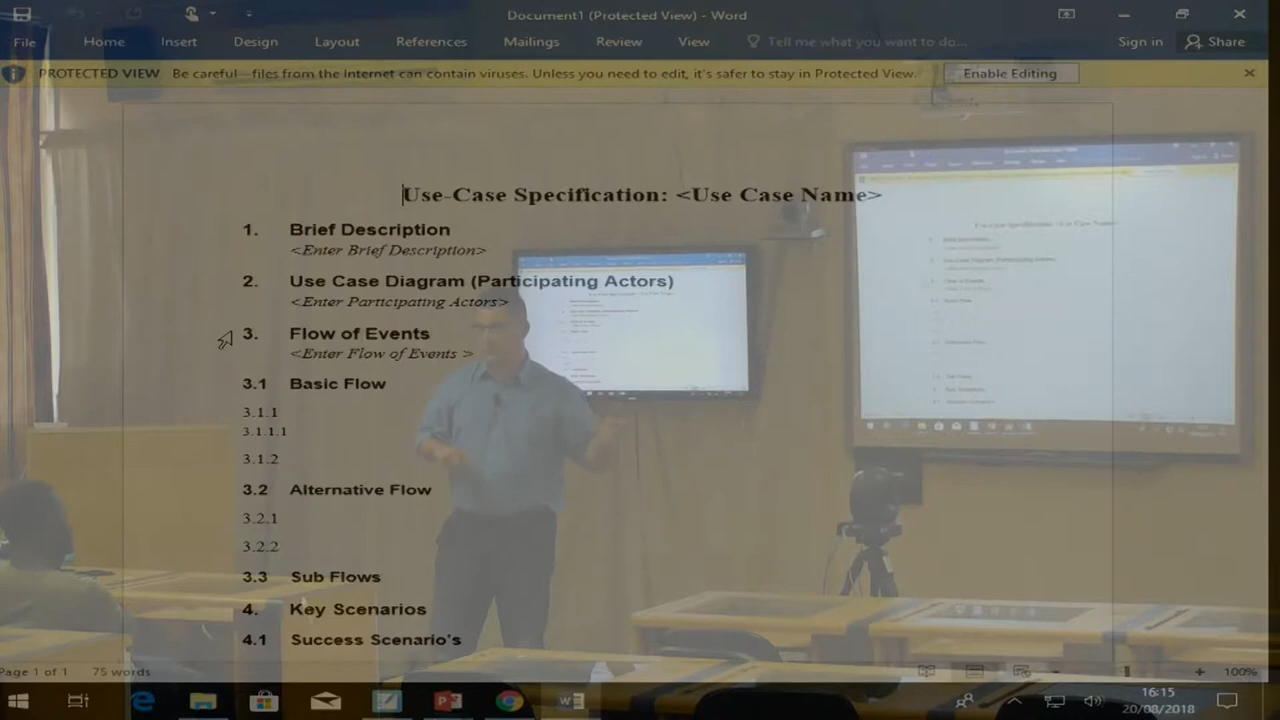 Document1 (Protected View) - Word
File Home Insert Design Layout References Mailings Review View Tell me what you want to do... Sign in Share
PROTECTED VIEW Be careful—files from the Internet can contain viruses. Unless you need to edit, it's safer to stay in Protected View. Enable Editing
Use-Case Specification: <Use Case Name>
1. Brief Description
<Enter Brief Description>
2. Use Case Diagram (Participating Actors)
<Enter Participating Actors>
3. Flow of Events
<Enter Flow of Events >
3.1 Basic Flow
3.1.1
3.1.1.1
3.1.2
3.2 Alternative Flow
3.2.1
3.2.2
3.3 Sub Flows
4. Key Scenarios
4.1 Success Scenario's
Page 1 of 1 75 words 100%
16:15
20/08/2018